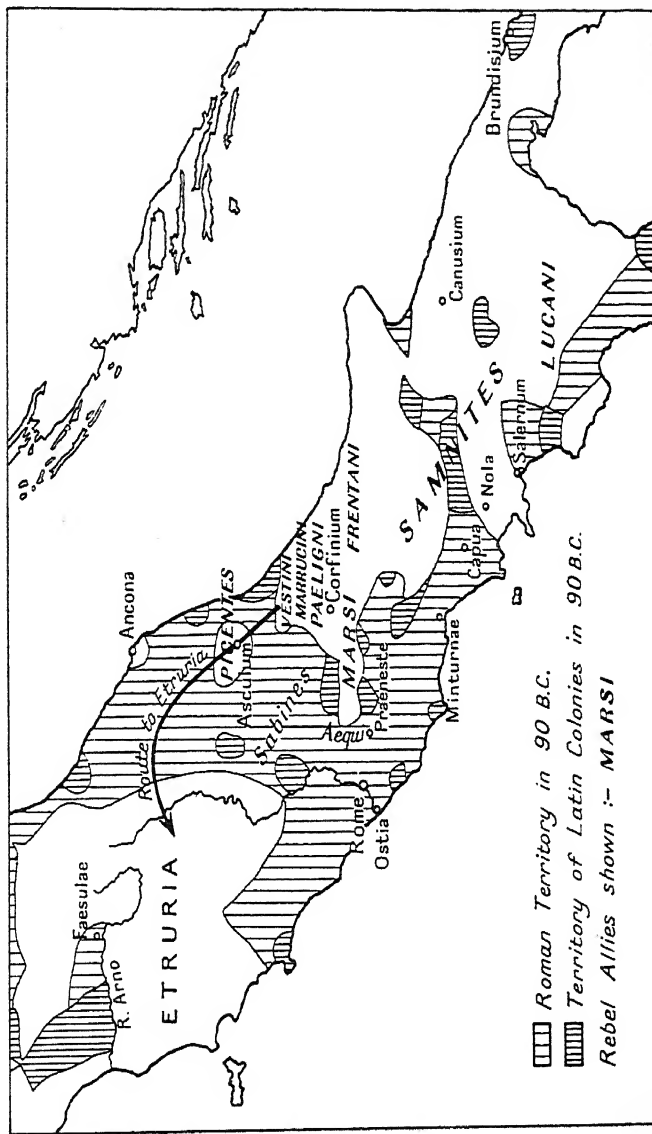 Brundisium
Canusium
LUCANI
SAMNITES
Salernum
Nola
Capua
FRENTANI
VESTINI
MARRUCINI
PAELIGNI
Corfinium
MARSI
Ancona
PICENTES
Asculum
Route to Etruria
Sabines
Aequi
Praeneste
Minturnae
Rome
Ostia
Faesulae
R. Arno
ETRURIA
Roman Territory in 90 B.C.
Territory of Latin Colonies in 90 B.C.
Rebel Allies shown :- MARSI